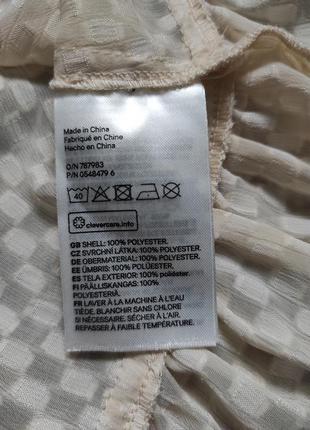 Made in China
Fabriqué en Chine
Hecho en China
O/N 787983
P/N 0548479 6
40
clevercare.info
GB SHELL: 100% POLYESTER.
CZ SVRCHNÍ LÁTKA: 100% POLYESTER.
DE OBERMATERIAL: 100% POLYESTER.
EE ÜMBRIS: 100% POLÜESTER.
ES TELA EXTERIOR: 100% poliéster.
FI PÄÄLLISKANGAS: 100%
POLYESTERIÄ.
FR LAVER À LA MACHINE À L'EAU
TIÈDE. BLANCHIR SANS CHLORE
SI NÉCESSAIRE. SÉCHER À L'AIR.
REPASSER À FAIBLE TEMPÉRATURE.